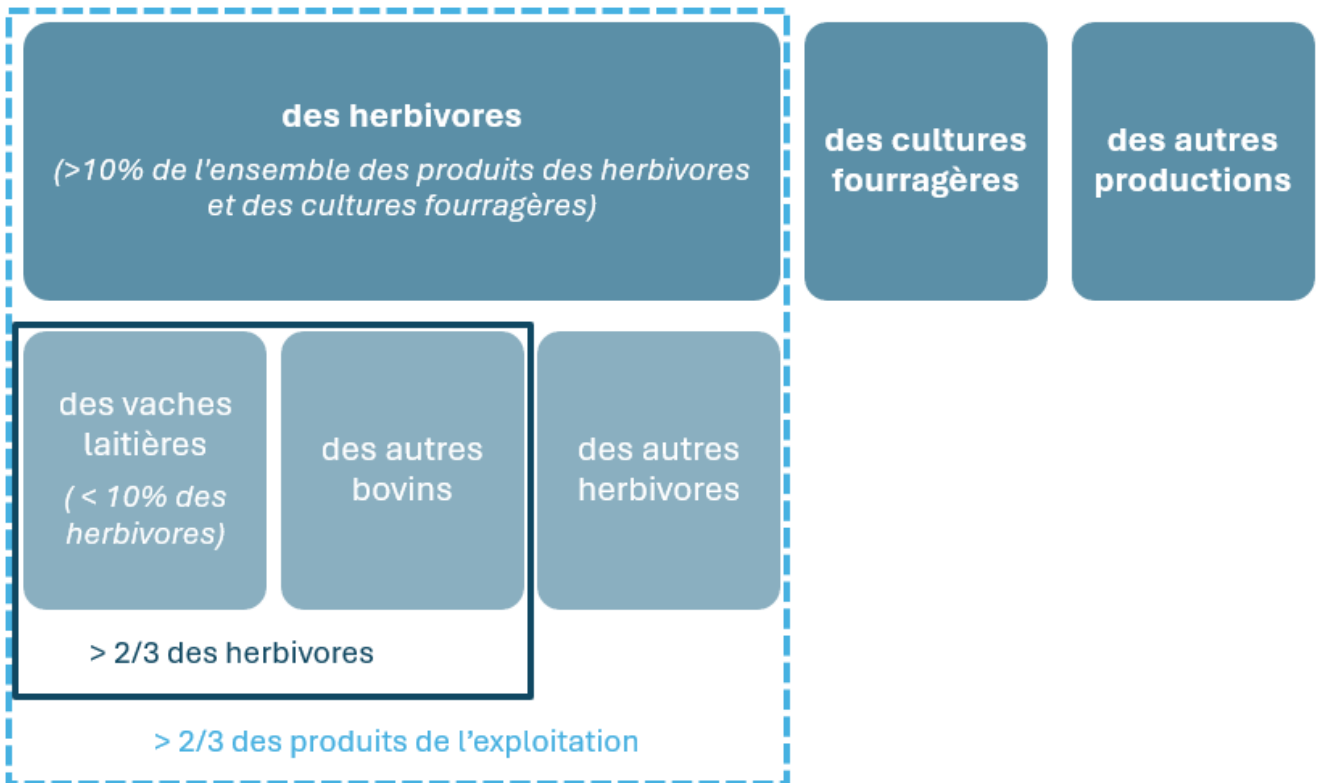 des herbivores
(>10% de l'ensemble des produits des herbivores
et des cultures fourragères)
des cultures
fourragères
des autres
productions
des vaches
laitières
( < 10% des
herbivores)
des autres
bovins
des autres
herbivores
> 2/3 des herbivores
> 2/3 des produits de l’exploitation